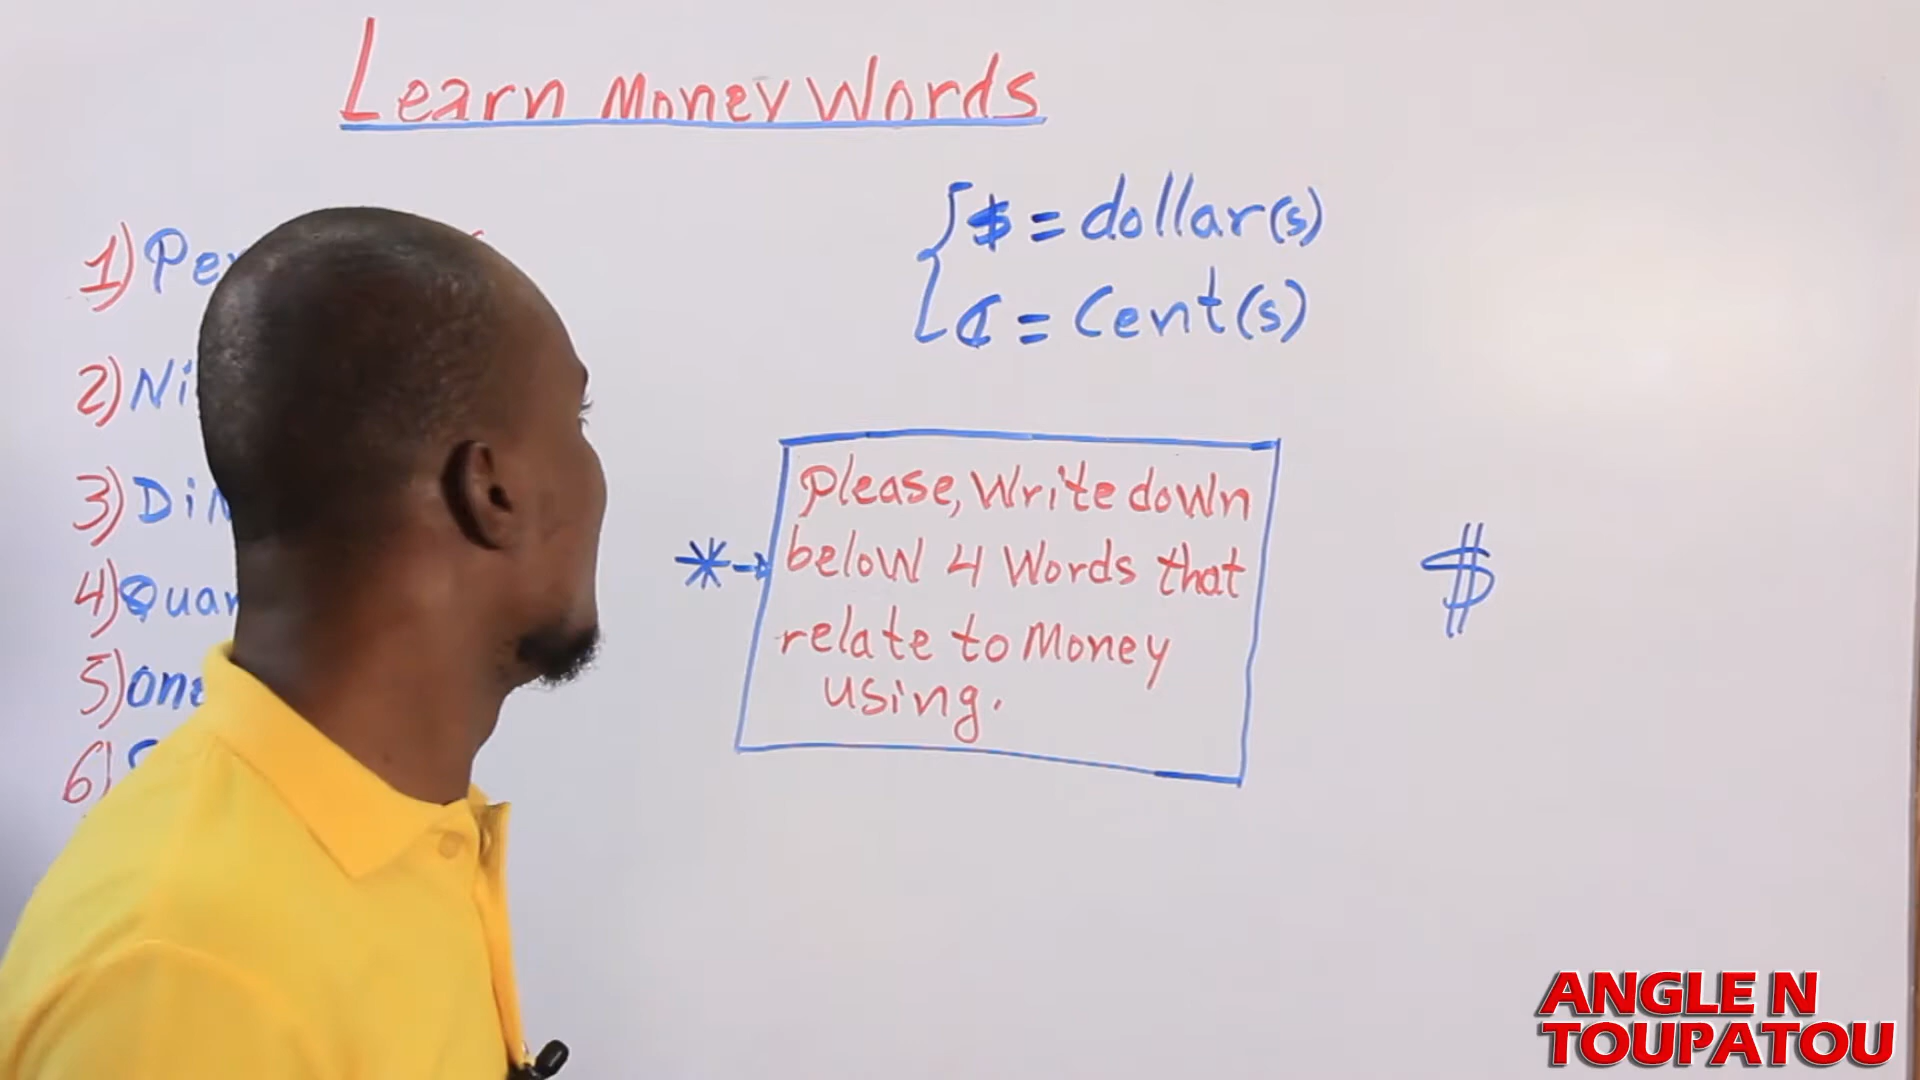 Learn Money Words
$ = dollar(s)
¢ = Cent(s)
1) Pe
2) Ni
3) Di
4) Quar
5) one
6)
* → Please, Write down
below 4 Words that
relate to Money
using.
$
ANGLE N
TOUPATOU